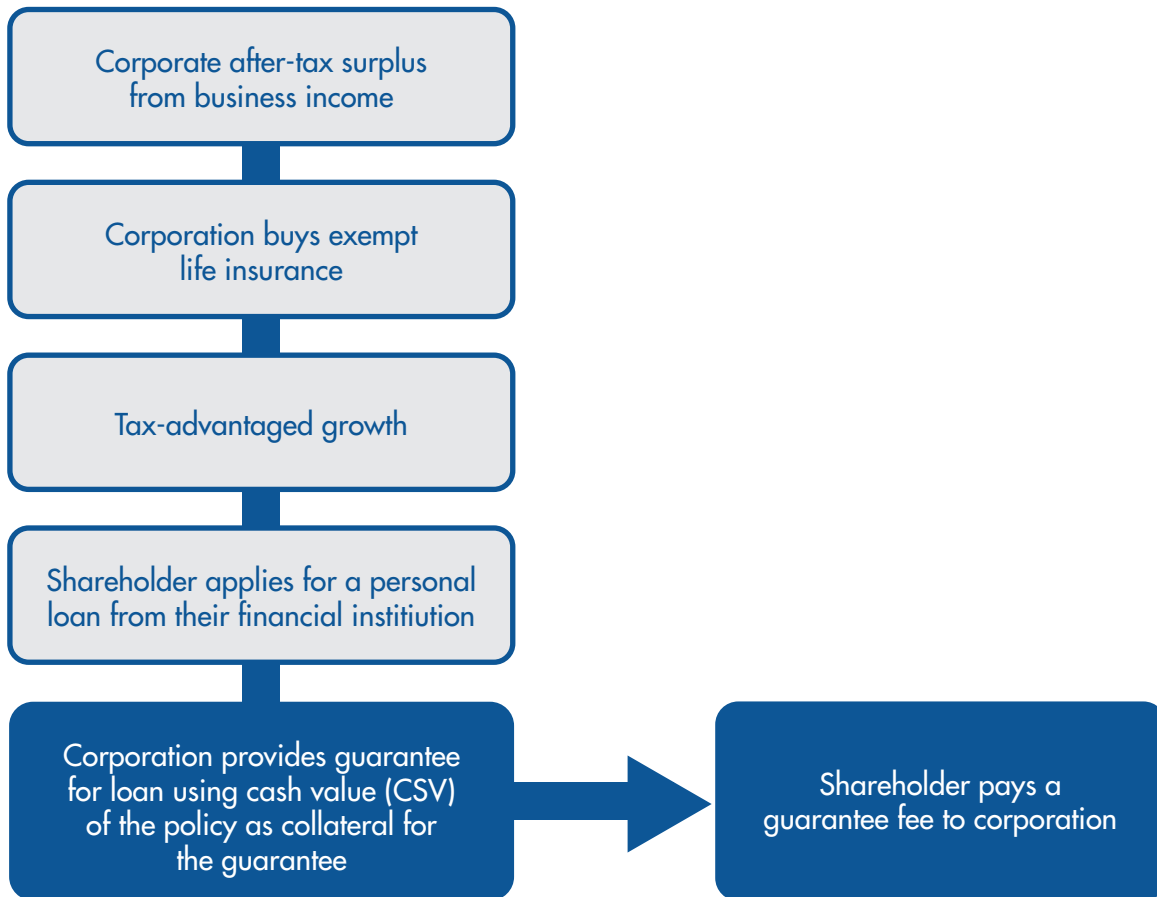 Corporate after-tax surplus
from business income
Corporation buys exempt
life insurance
Tax-advantaged growth
Shareholder applies for a personal
loan from their financial institiution
Corporation provides guarantee
for loan using cash value (CSV)
of the policy as collateral for
the guarantee
Shareholder pays a
guarantee fee to corporation